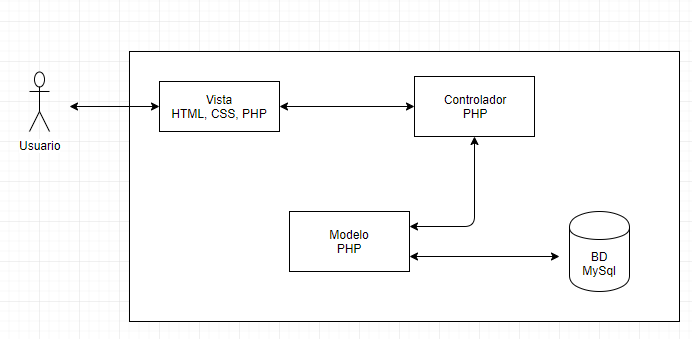 Vista
HTML, CSS, PHP
Controlador
PHP
Usuario
Modelo
PHP
BD
MySql